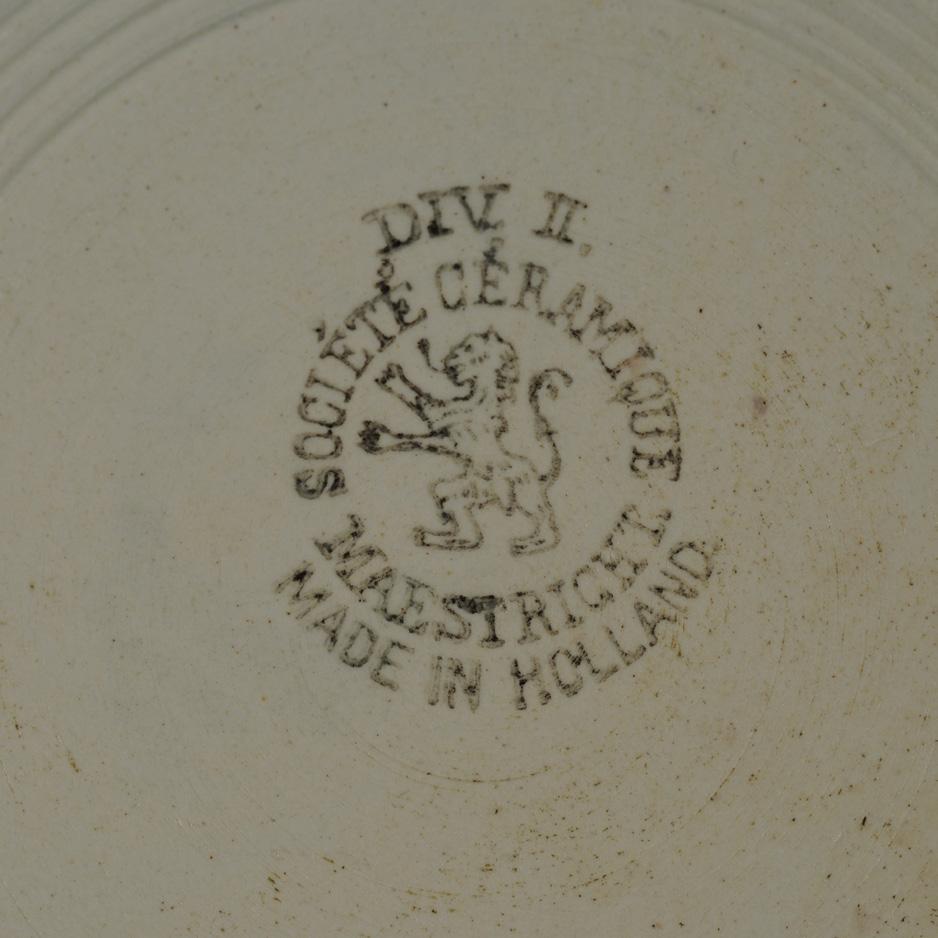 DIV. II.
SOCIÉTÉ CÉRAMIQUE
MAESTRICHT
MADE IN HOLLAND